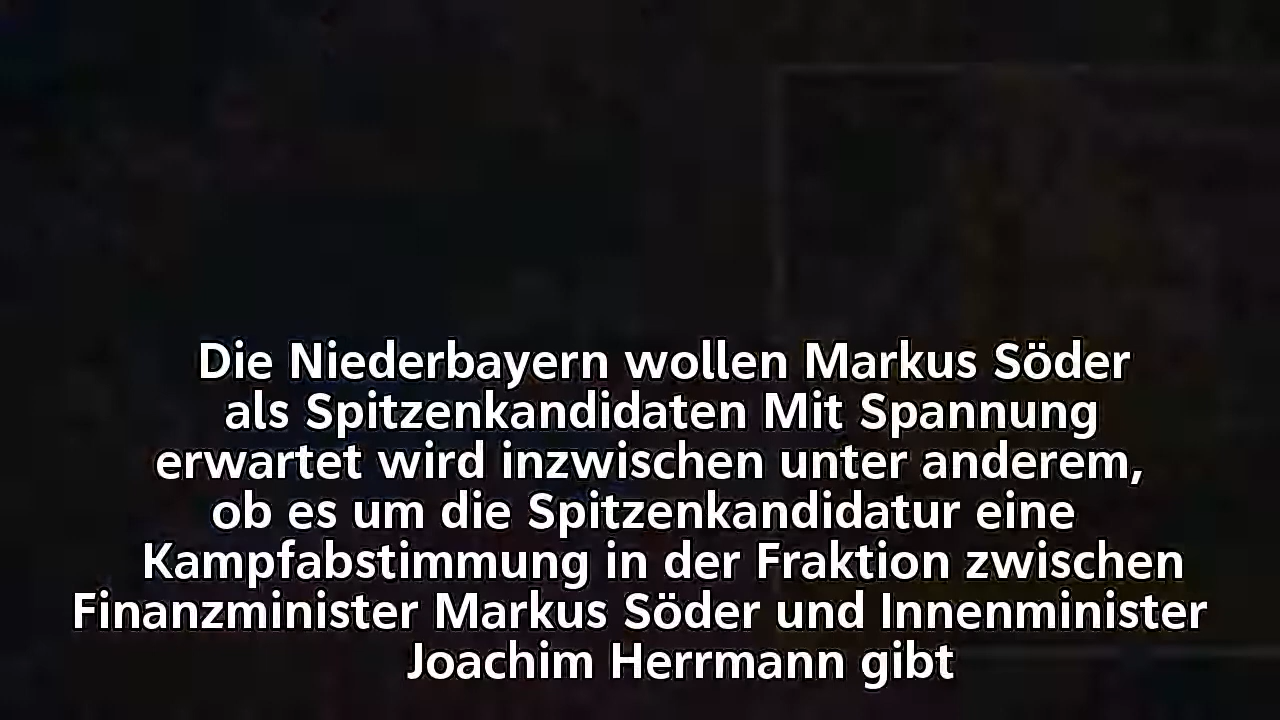 Die Niederbayern wollen Markus Söder
als Spitzenkandidaten Mit Spannung
erwartet wird inzwischen unter anderem,
ob es um die Spitzenkandidatur eine
Kampfabstimmung in der Fraktion zwischen
Finanzminister Markus Söder und Innenminister
Joachim Herrmann gibt